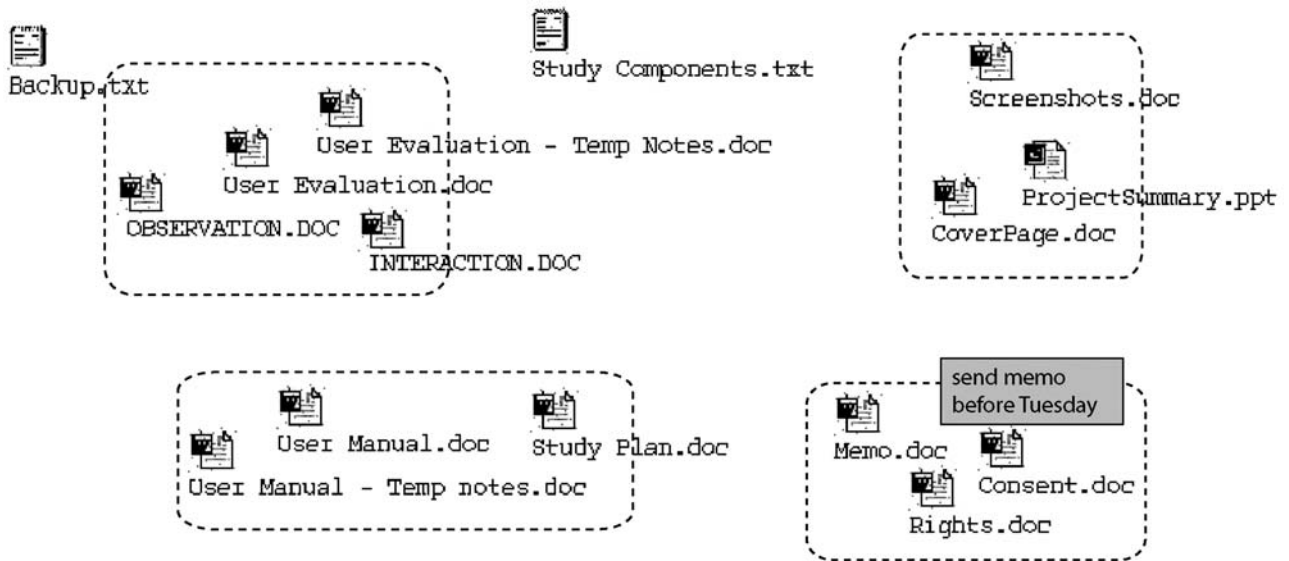 Backup.txt
Study Components.txt
Screenshots.doc
User Evaluation - Temp Notes.doc
User Evaluation.doc
ProjectSummary.ppt
OBSERVATION.DOC
CoverPage.doc
INTERACTION.DOC
send memo
before Tuesday
User Manual.doc
Study Plan.doc
Memo.doc
User Manual - Temp notes.doc
Consent.doc
Rights.doc